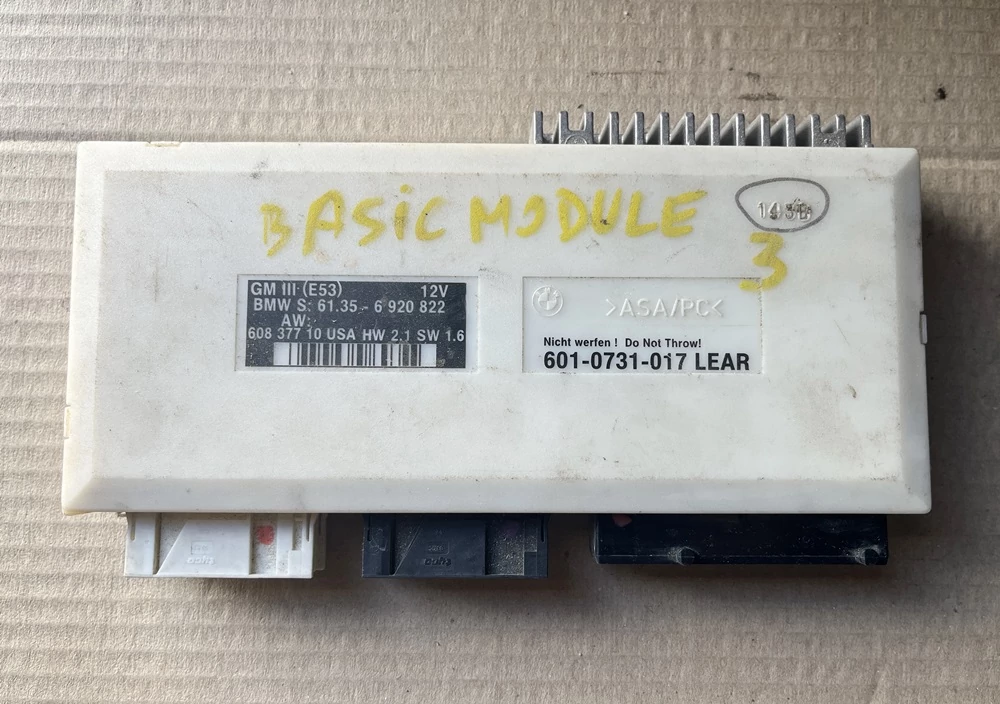 BASiC MODULE
3
GM III (E53) 12V
BMW S: 61.35 - 6 920 822
AW:
608 377 10 USA HW 2.1 SW 1.6
>ASA/PC<
Nicht werfen ! Do Not Throw!
601-0731-017 LEAR